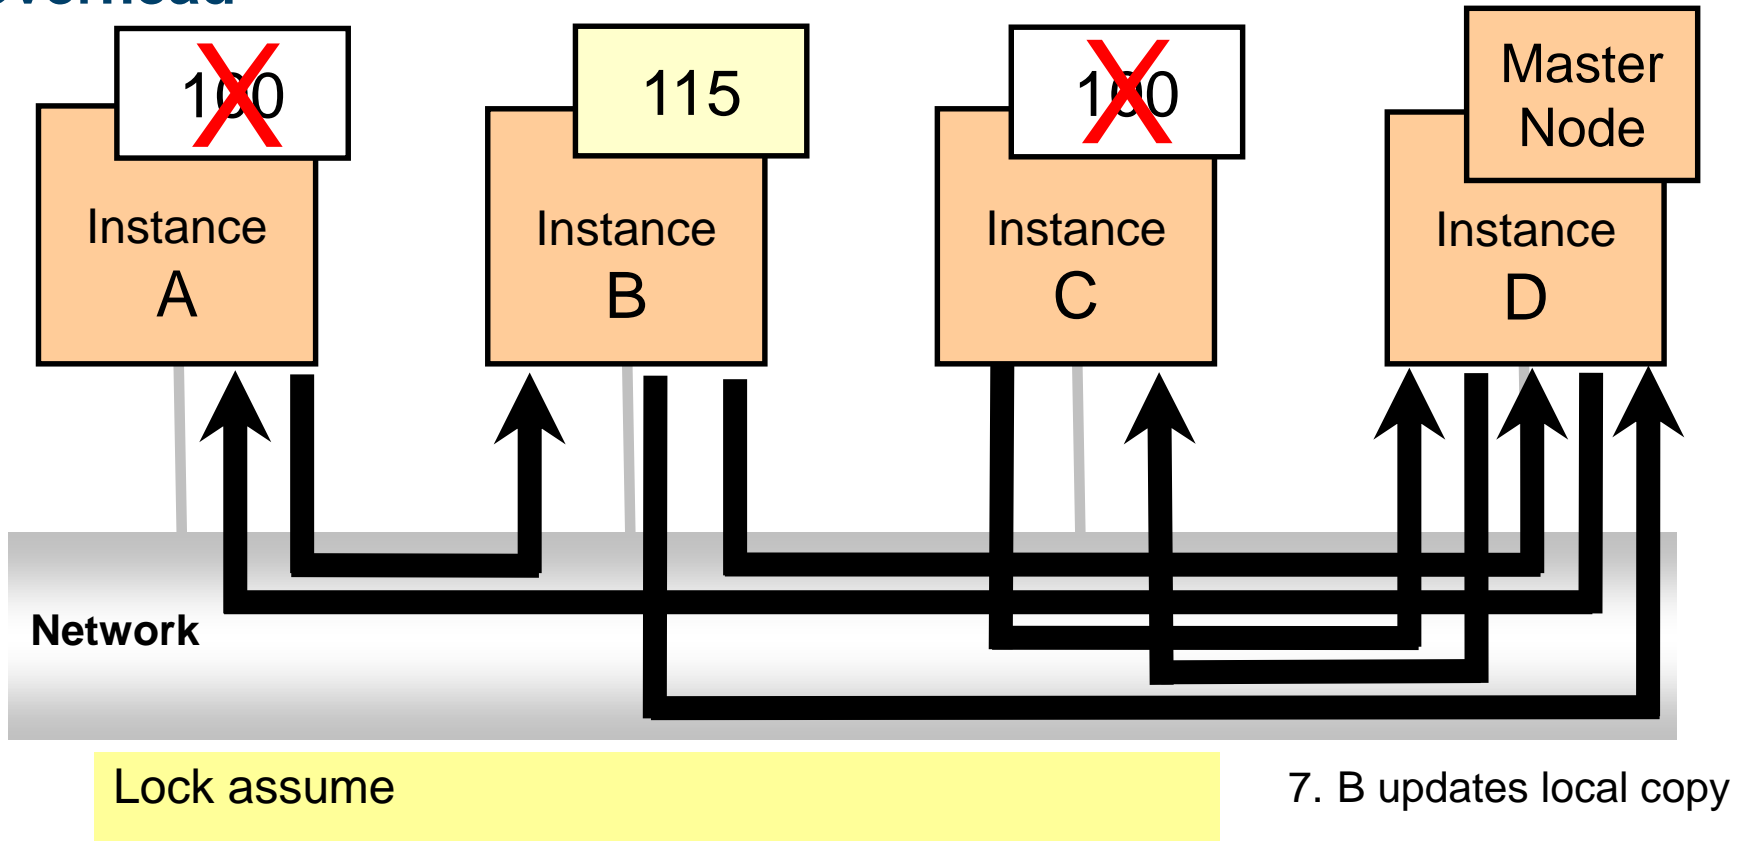 100
115
100
Master
Node
Instance
A
Instance
B
Instance
C
Instance
D
Network
Lock assume
7. B updates local copy